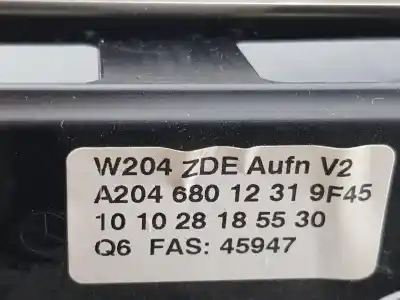 W204 ZDE Aufn V2
A204 680 12 31 9F45
10 10 28 18 55 30
Q6 FAS: 45947